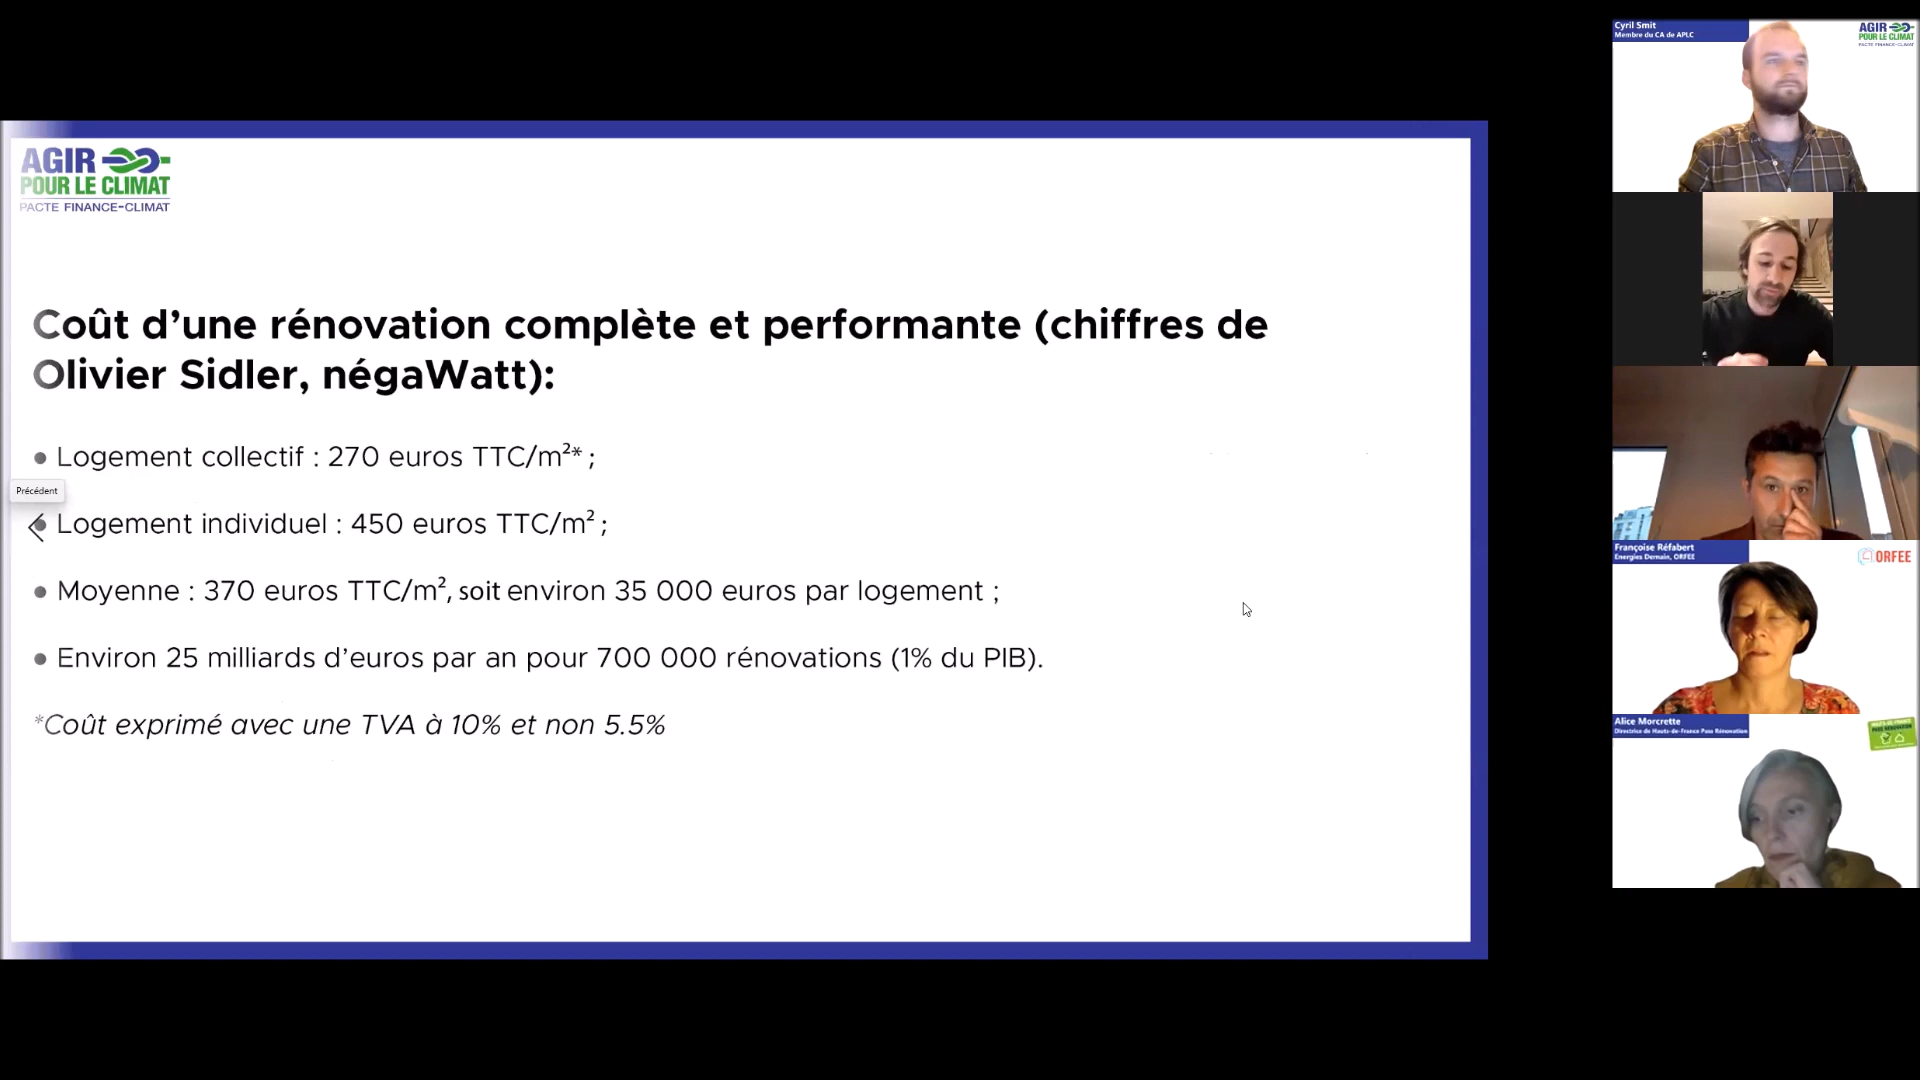 AGIR
POUR LE CLIMAT
PACTE FINANCE-CLIMAT
Coût d’une rénovation complète et performante (chiffres de
Olivier Sidler, négaWatt):
• Logement collectif : 270 euros TTC/m²* ;
Précédent
• Logement individuel : 450 euros TTC/m² ;
• Moyenne : 370 euros TTC/m², soit environ 35 000 euros par logement ;
• Environ 25 milliards d’euros par an pour 700 000 rénovations (1% du PIB).
*Coût exprimé avec une TVA à 10% et non 5.5%
Cyril Smit
Membre du CA de APLC
AGIR
POUR LE CLIMAT
PACTE FINANCE-CLIMAT
Françoise Réfabert
Energies Demain, ORFEE
ORFEE
Alice Morcrette
Directrice de Hauts-de-France Pass Rénovation
HAUTS-DE-FRANCE
PASS RÉNOVATION